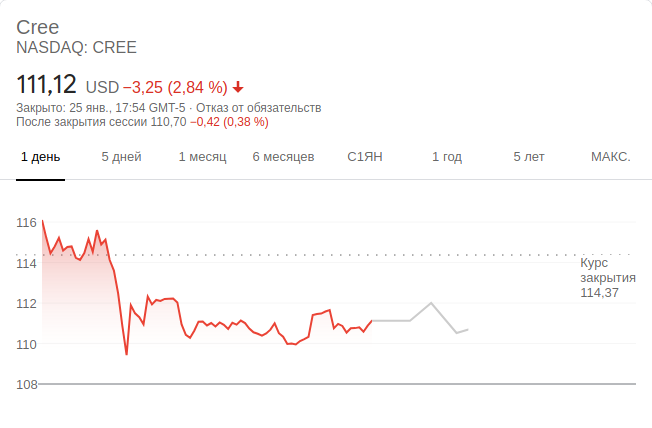 Cree
NASDAQ: CREE
111,12 USD −3,25 (2,84 %)
Закрыто: 25 янв., 17:54 GMT-5 · Отказ от обязательств
После закрытия сессии 110,70 −0,42 (0,38 %)
1 день 5 дней 1 месяц 6 месяцев С1ЯН 1 год 5 лет МАКС.
116
114
Курс
закрытия
114,37
112
110
108